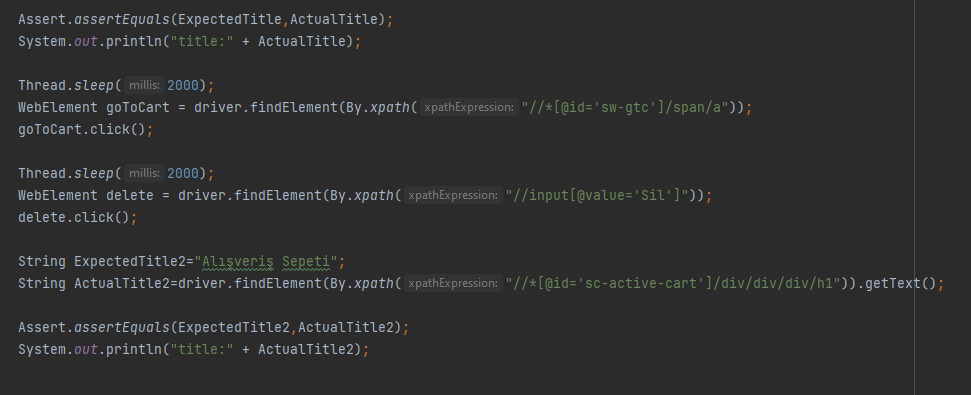 Assert.assertEquals(ExpectedTitle,ActualTitle);
System.out.println("title:" + ActualTitle);
Thread.sleep( millis: 2000);
WebElement goToCart = driver.findElement(By.xpath( xpathExpression: "//*[@id='sw-gtc']/span/a"));
goToCart.click();
Thread.sleep( millis: 2000);
WebElement delete = driver.findElement(By.xpath( xpathExpression: "//input[@value='Sil']"));
delete.click();
String ExpectedTitle2="Alışveriş Sepeti";
String ActualTitle2=driver.findElement(By.xpath( xpathExpression: "//*[@id='sc-active-cart']/div/div/div/h1")).getText();
Assert.assertEquals(ExpectedTitle2,ActualTitle2);
System.out.println("title:" + ActualTitle2);